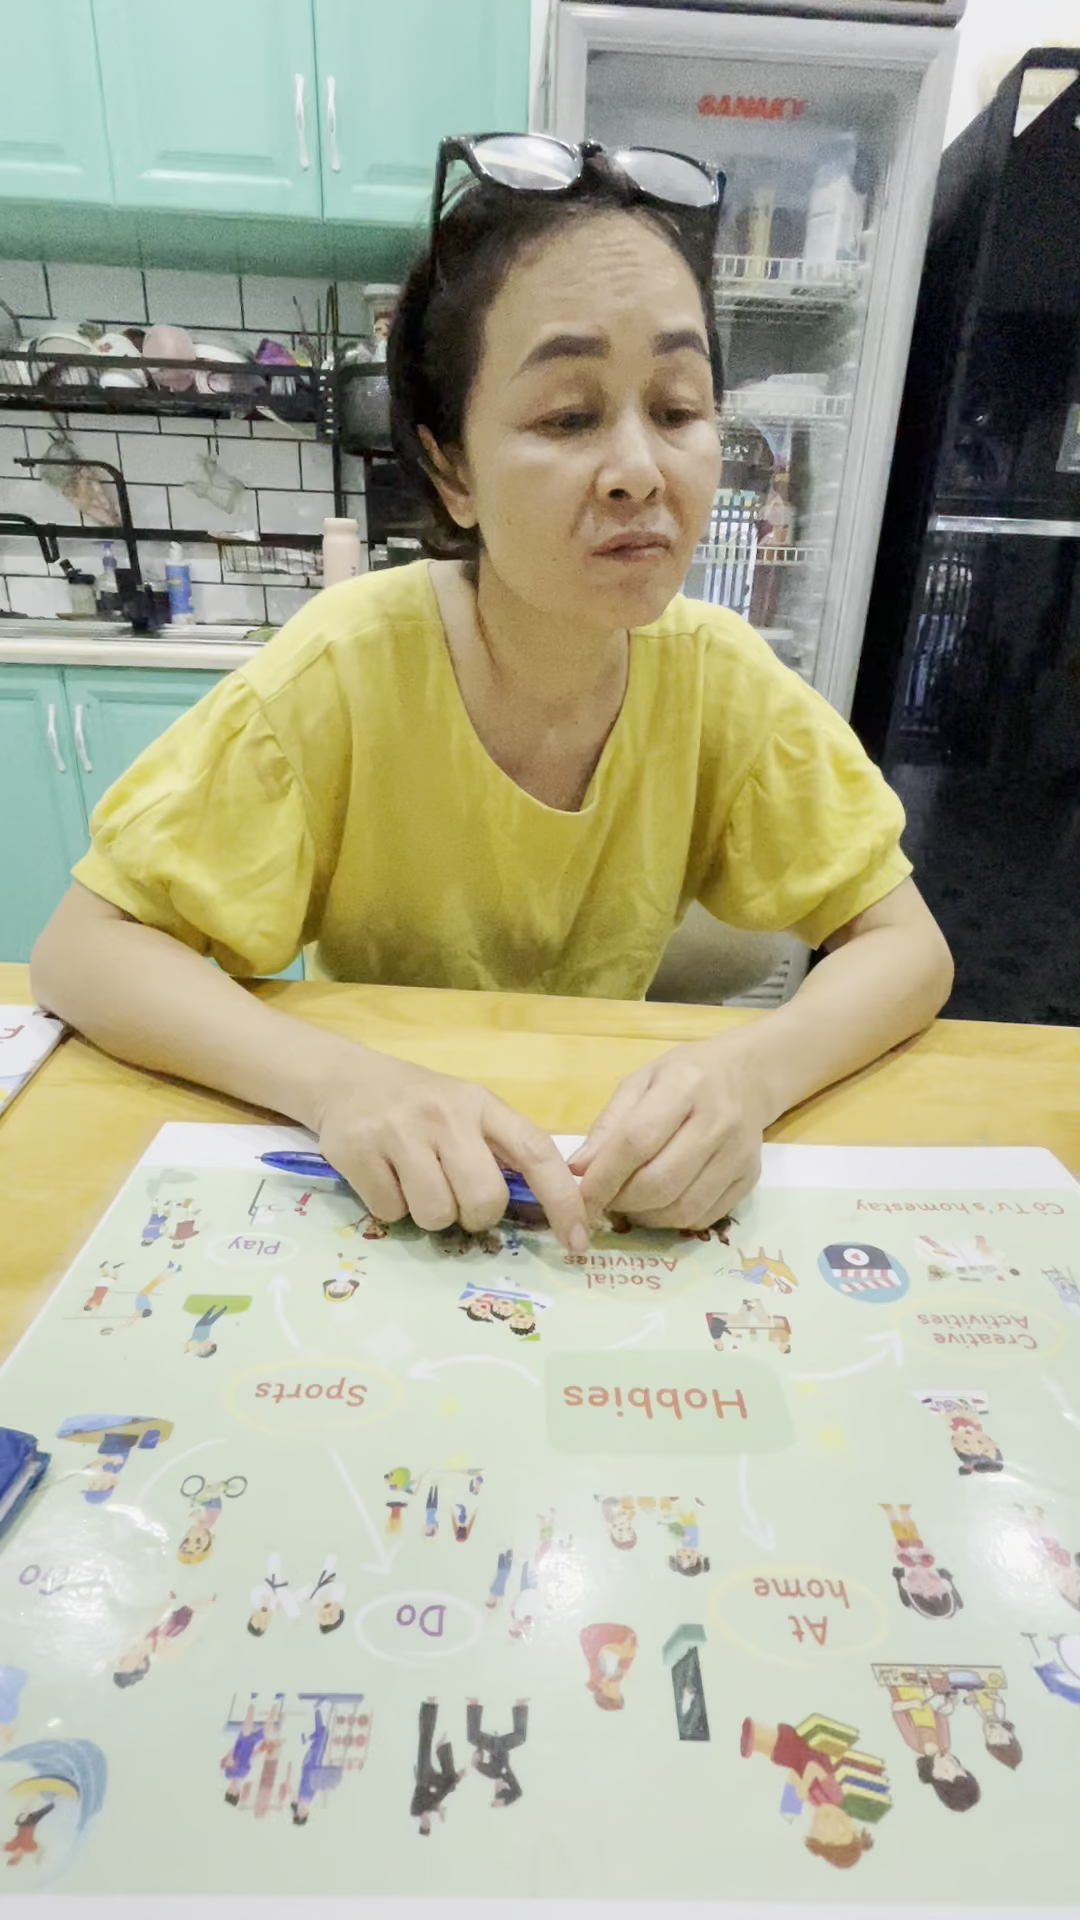 SANAKY
Cô Tư's homestay
Play
Social
Activities
Creative
Activities
Sports
Hobbies
At
home
Do